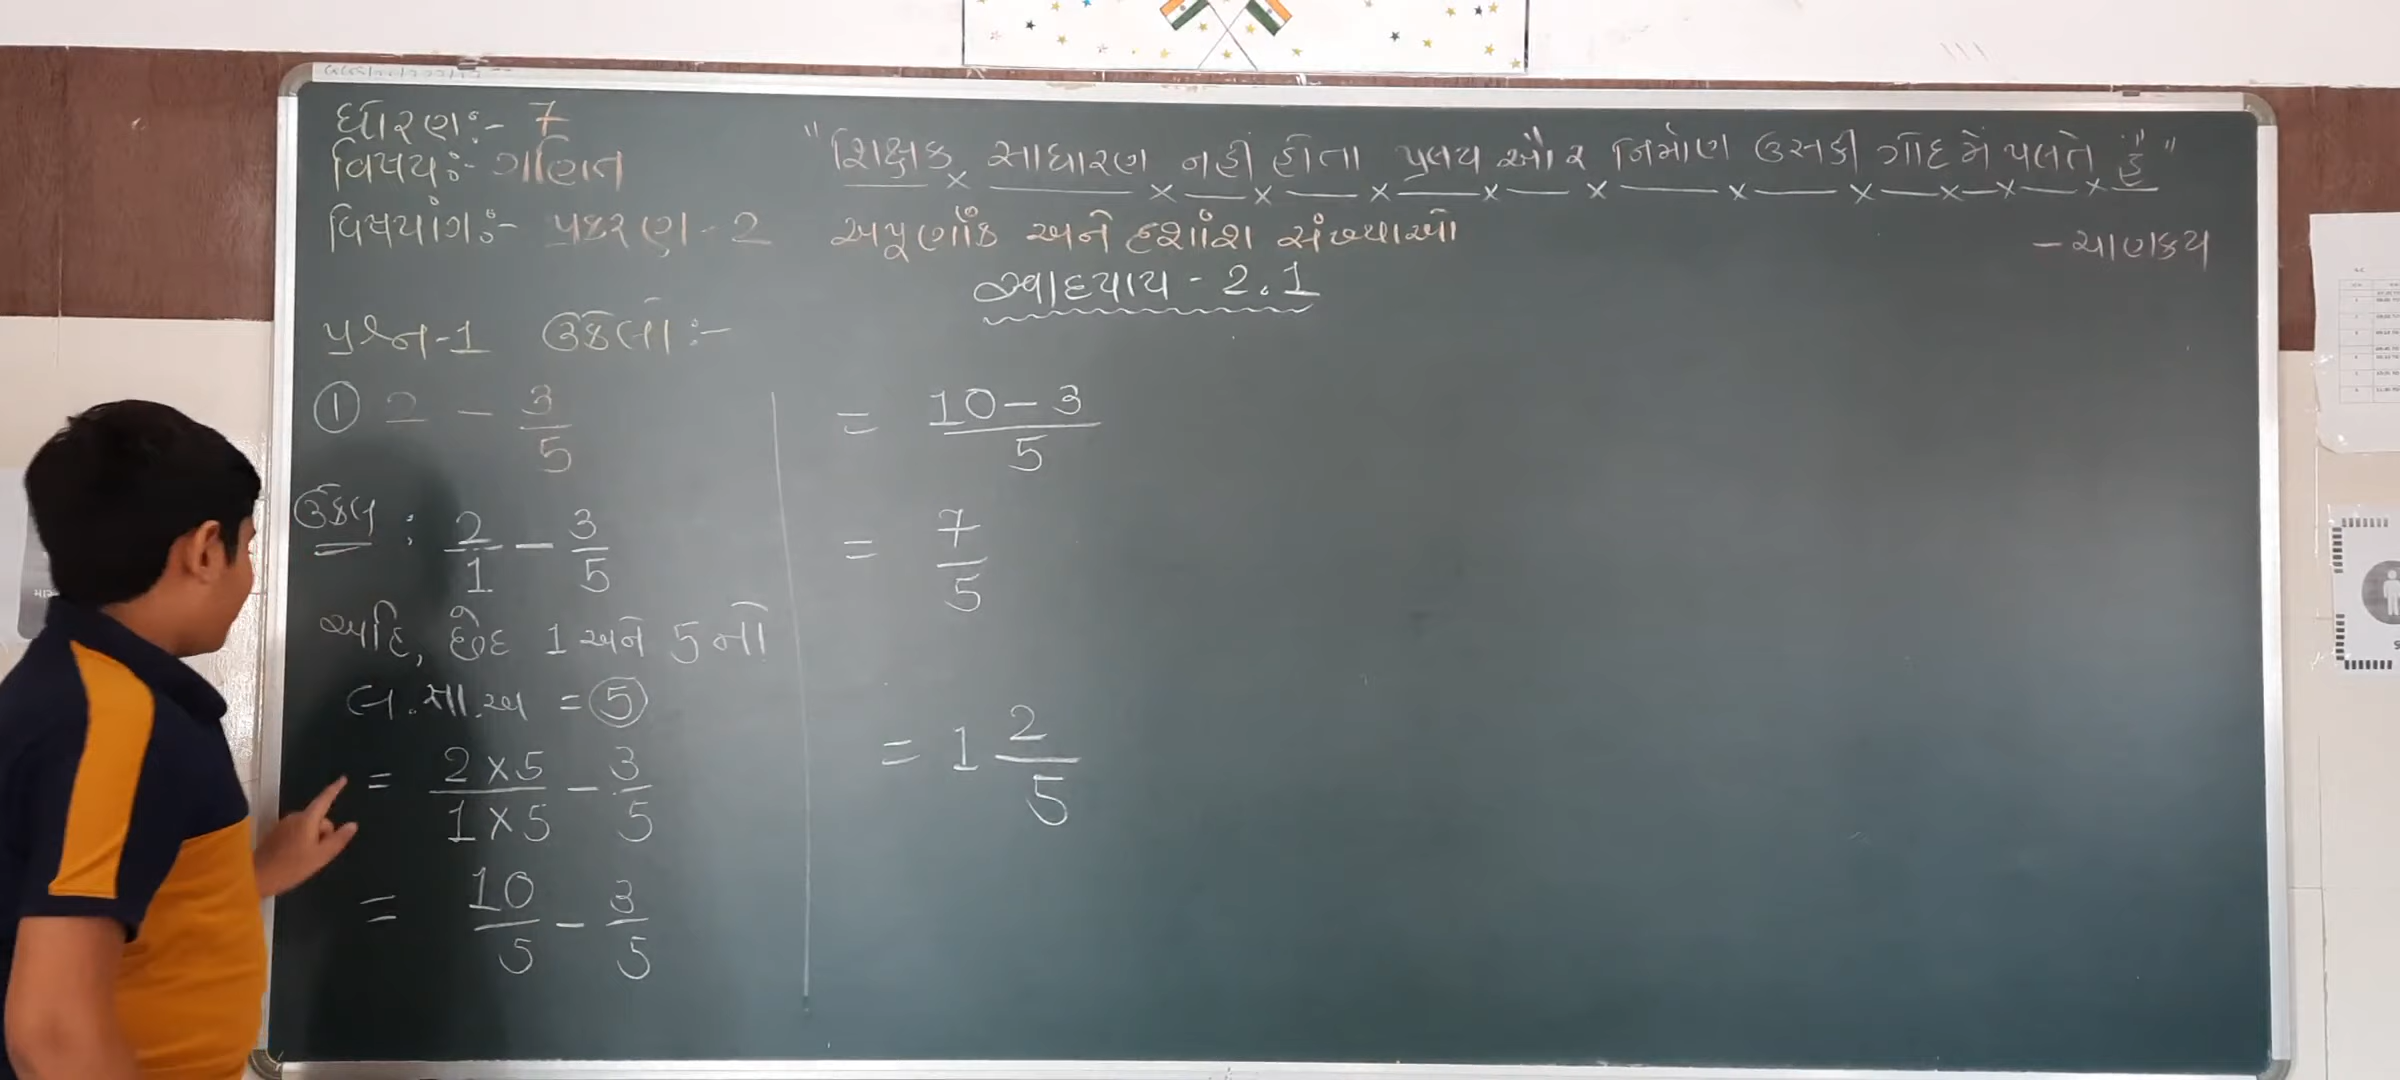 ધોરણ:- 7
વિષય:- ગણિત
"શિક્ષક સાધારણ નહી હોતા પ્રલય ઔર નિર્માણ ઉસકી ગોદ મેં પલતે હૈં"
- ચાણક્ય
વિષયાંગ:- પ્રકરણ - 2 અપૂર્ણાંક અને દશાંશ સંખ્યાઓ
સ્વાધ્યાય - 2.1
પ્રશ્ન-1 ઉકેલો:-
① 2 - 3/5
ઉકેલ : 2/1 - 3/5
અહિ, છેદ 1 અને 5 નો
લ.સા.અ = 5
= 2×5/1×5 - 3/5
= 10/5 - 3/5
= 10-3/5
= 7/5
= 1 2/5